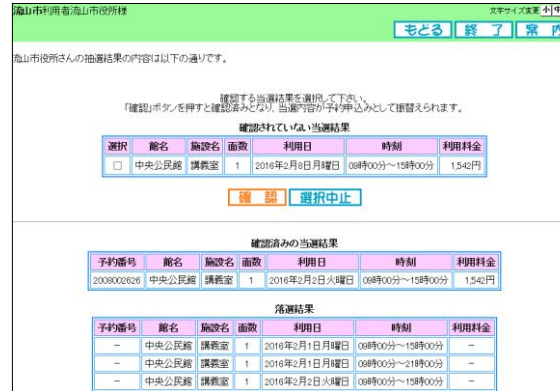 流山市利用者流山市役所様
文字サイズ変更 小 中
もどる 終 了 案 内
流山市役所さんの抽選結果の内容は以下の通りです。
確認する当選結果を選択して下さい。
「確認」ボタンを押すと確認済みとなり、当選内容が予約申込みとして振替えられます。
確認されていない当選結果
選択 館名 施設名 面数 利用日 時刻 利用料金
中央公民館 講義室 1 2016年2月8日月曜日 09時00分~15時00分 1,542円
確 認 選択中止
確認済みの当選結果
予約番号 館名 施設名 面数 利用日 時刻 利用料金
2008002626 中央公民館 講義室 1 2016年2月2日火曜日 09時00分~15時00分 1,542円
落選結果
予約番号 館名 施設名 面数 利用日 時刻 利用料金
- 中央公民館 講義室 1 2016年2月1日月曜日 09時00分~15時00分 -
- 中央公民館 講義室 1 2016年2月1日月曜日 09時00分~21時00分 -
- 中央公民館 講義室 1 2016年2月2日火曜日 09時00分~15時00分 -